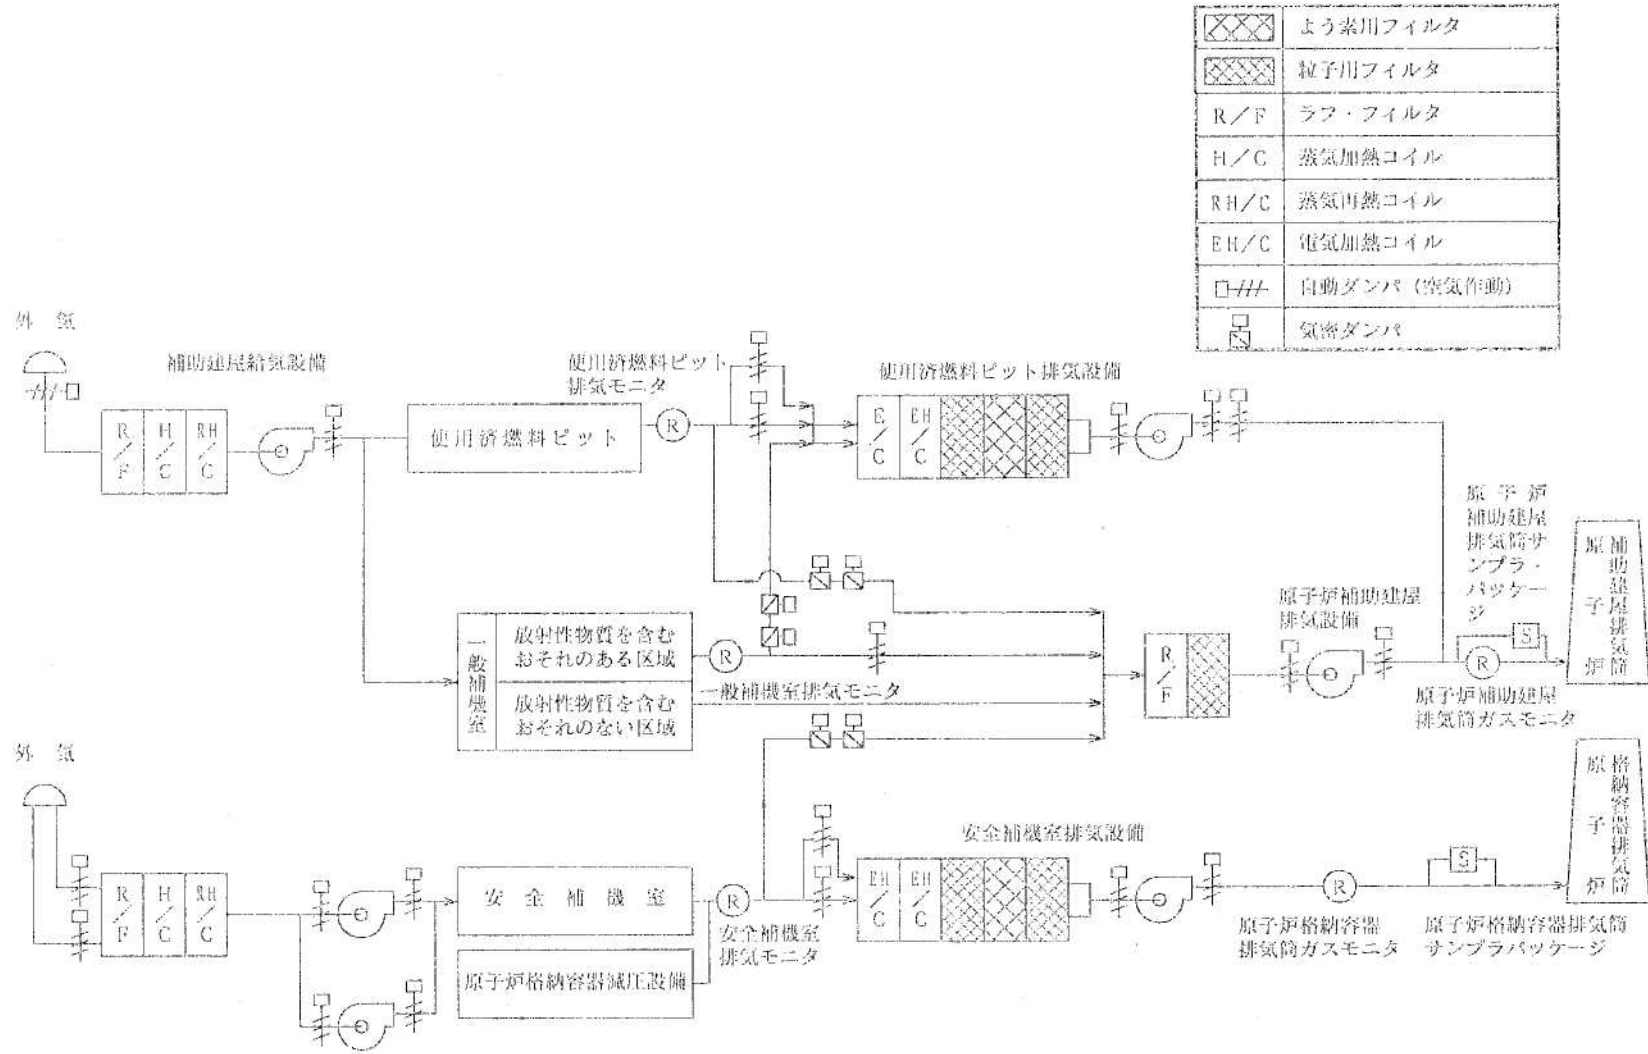 よう素用フィルタ
粒子用フィルタ
R/F ラフ・フィルタ
H/C 蒸気加熱コイル
RH/C 蒸気再熱コイル
EH/C 電気加熱コイル
自動ダンパ (空気作動)
気密ダンパ
外気
補助建屋給気設備
R/F
H/C
RH/C
使用済燃料ピット
使用済燃料ピット
排気モニタ
R
使用済燃料ピット排気設備
E/C
EH/C
一般補機室
放射性物質を含む
おそれのある区域
放射性物質を含む
おそれのない区域
R
一般補機室排気モニタ
R/F
原子炉補助建屋
排気設備
原子炉
補助建屋
排気筒サ
ンプラ・
パッケー
ジ
S
R
原子炉補助建屋
排気筒ガスモニタ
原子炉
補助建屋排気筒
外気
R/F
H/C
RH/C
安全補機室
原子炉格納容器減圧設備
R
安全補機室
排気モニタ
安全補機室排気設備
EH/C
EH/C
R
原子炉格納容器
排気筒ガスモニタ
S
原子炉格納容器排気筒
サンプラパッケージ
原子炉
格納容器排気筒